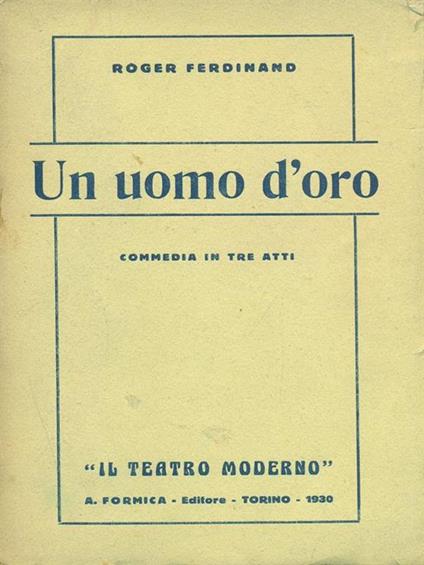 ROGER FERDINAND
Un uomo d'oro
COMMEDIA IN TRE ATTI
"IL TEATRO MODERNO"
A. FORMICA - Editore - TORINO - 1930